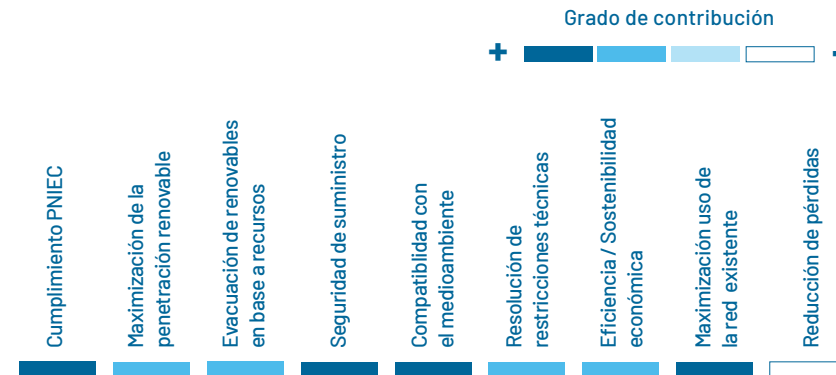 Grado de contribución
+
-
Cumplimiento PNIEC
Maximización de la
penetración renovable
Evacuación de renovables
en base a recursos
Seguridad de suministro
Compatiblidad con
el medioambiente
Resolución de
restricciones técnicas
Eficiencia / Sostenibilidad
económica
Maximización uso de
la red existente
Reducción de pérdidas